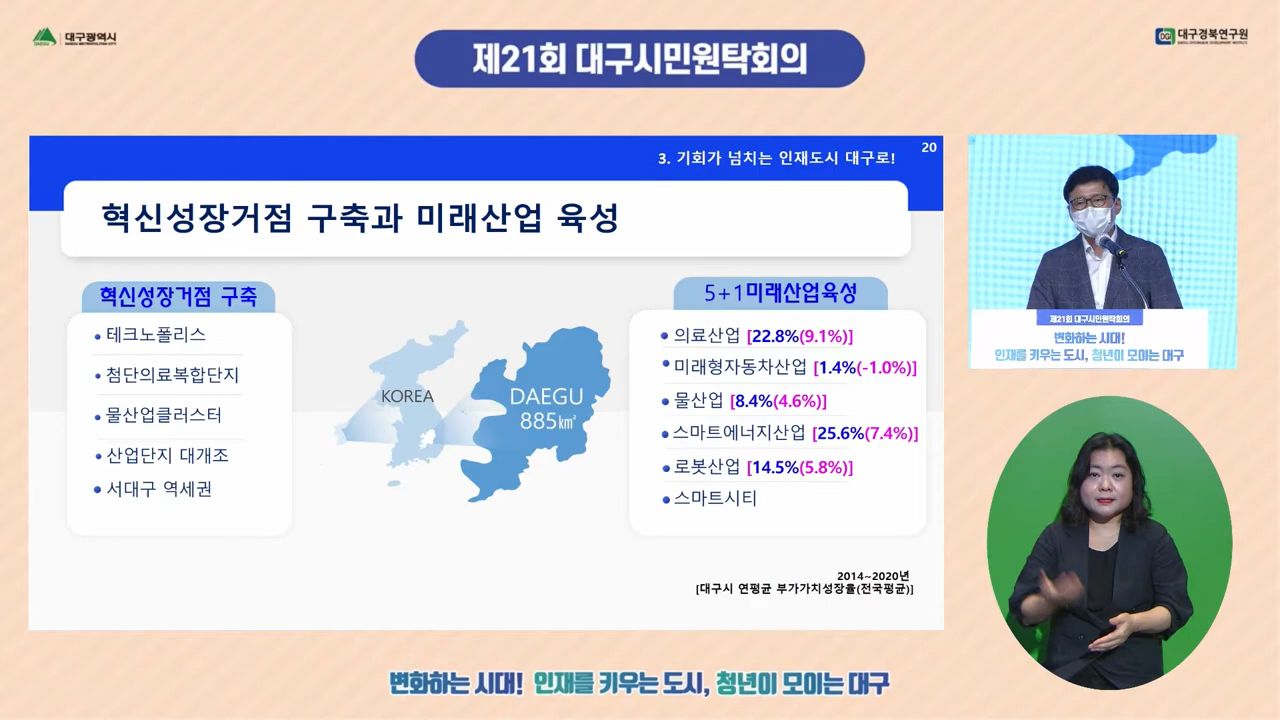 대구광역시
DAEGU METROPOLITAN CITY
제21회 대구시민원탁회의
대구경북연구원
20
3. 기회가 넘치는 인재도시 대구로!
혁신성장거점 구축과 미래산업 육성
혁신성장거점 구축
테크노폴리스
첨단의료복합단지
물산업클러스터
산업단지 대개조
서대구 역세권
KOREA
DAEGU
885㎢
5+1미래산업육성
의료산업 [22.8%(9.1%)]
미래형자동차산업 [1.4%(-1.0%)]
물산업 [8.4%(4.6%)]
스마트에너지산업 [25.6%(7.4%)]
로봇산업 [14.5%(5.8%)]
스마트시티
2014~2020년
[대구시 연평균 부가가치성장율(전국평균)]
제21회 대구시민원탁회의
변화하는 시대!
인재를 키우는 도시, 청년이 모이는 대구
변화하는 시대! 인재를 키우는 도시, 청년이 모이는 대구